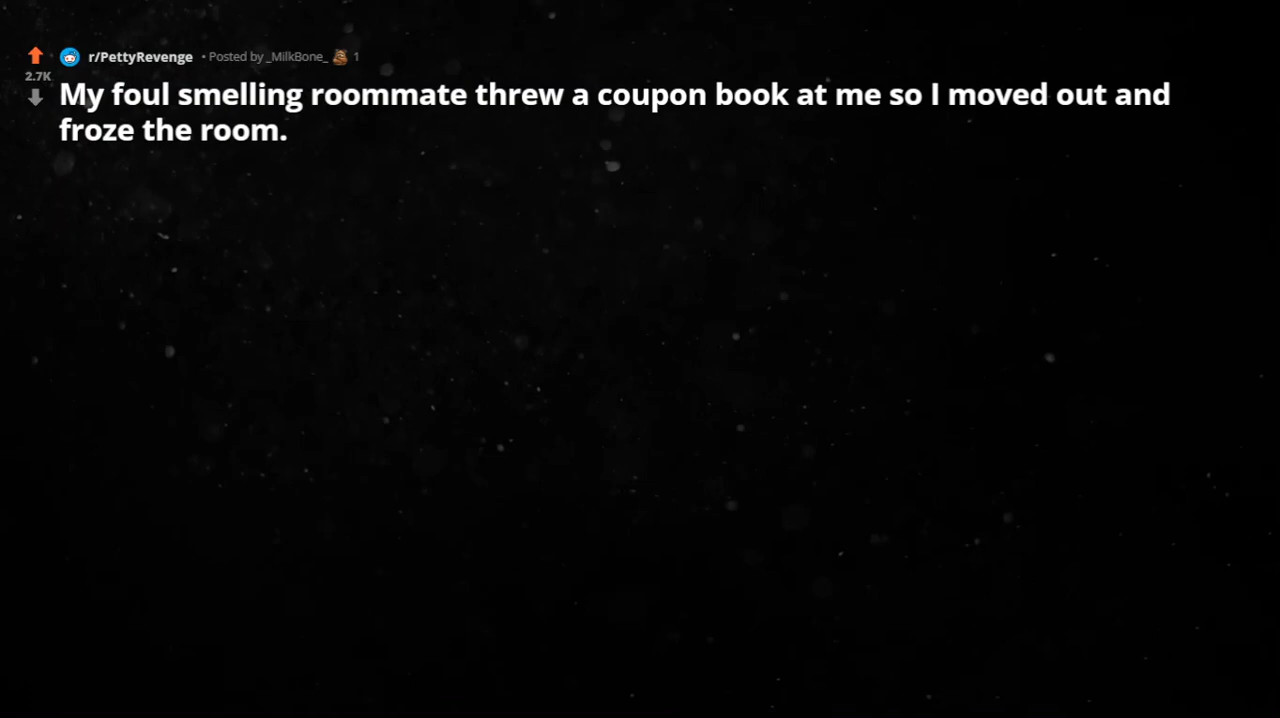 r/PettyRevenge • Posted by _MilkBone_ 1
2.7K
My foul smelling roommate threw a coupon book at me so I moved out and
froze the room.